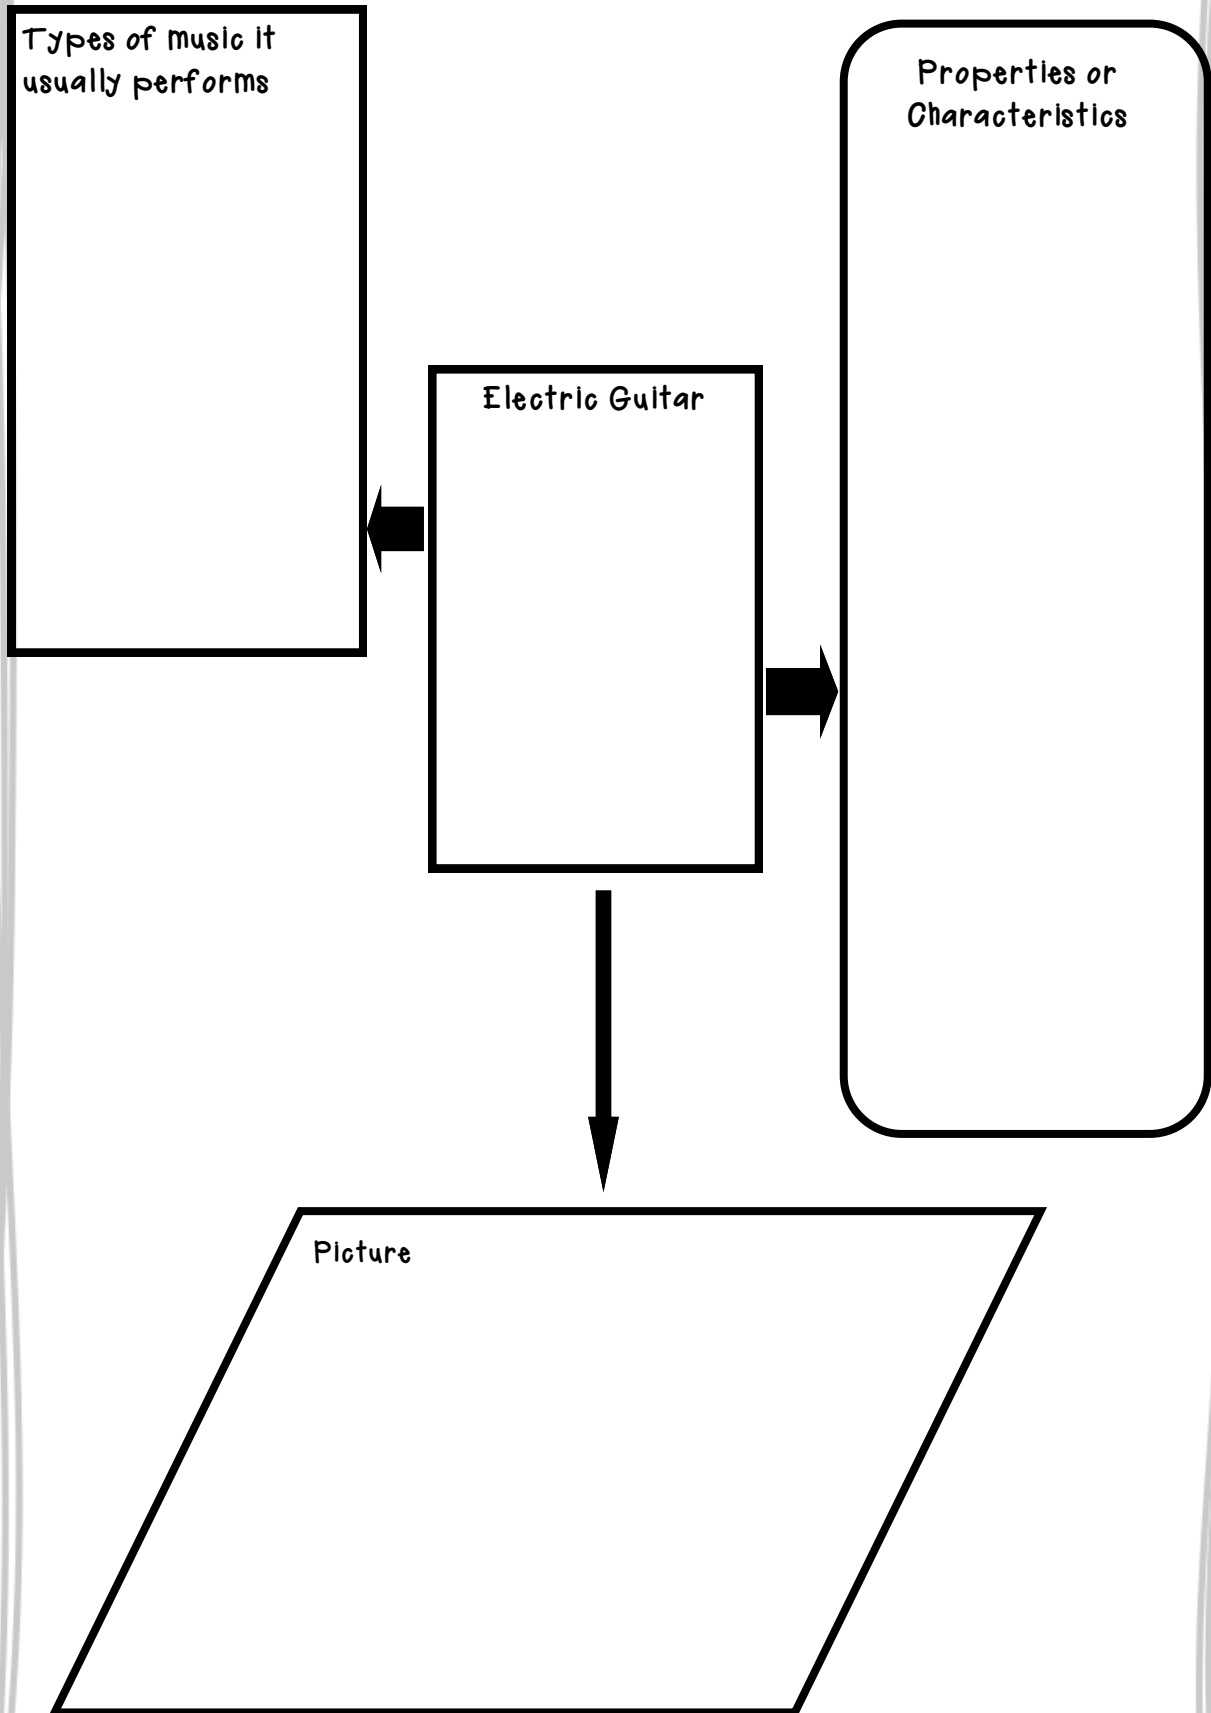 Types of music it
usually performs
Properties or
Characteristics
Electric Guitar
Picture